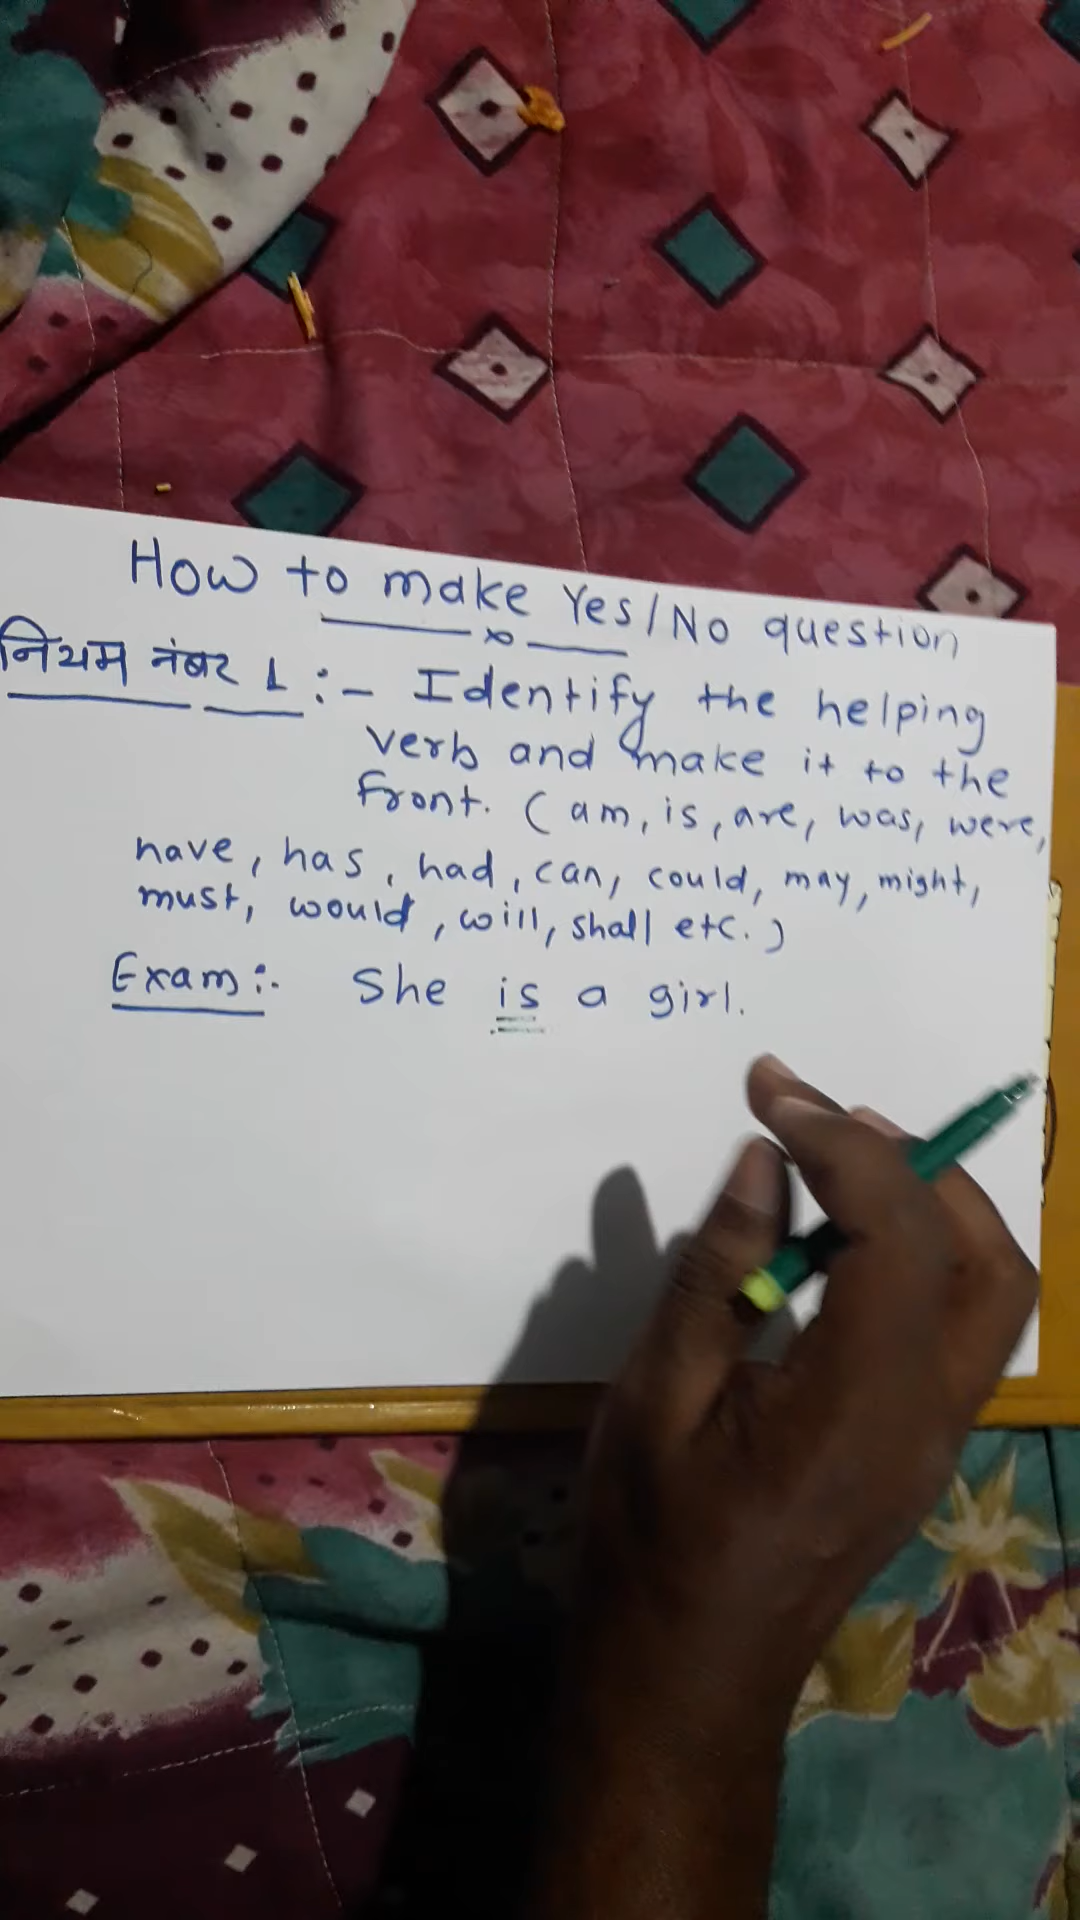 How to make Yes/No question
नियम नंबर 1 :- Identify the helping
verb and make it to the
front. (am, is, are, was, were,
have, has, had, can, could, may, might,
must, would, will, shall etc.)
Exam:- She is a girl.